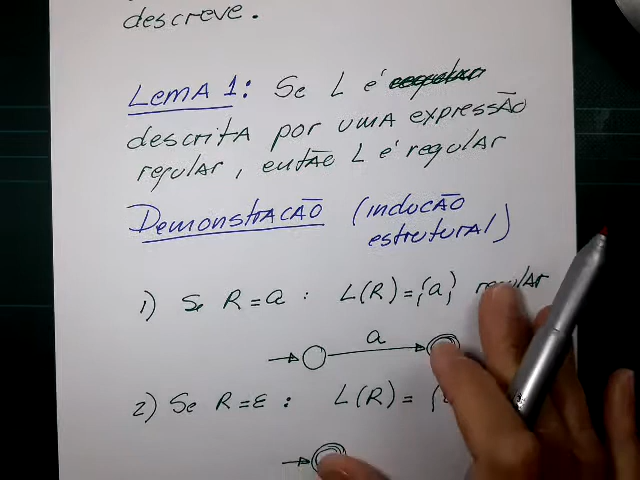 descreve.
Lema 1: Se L é
descrita por uma expressão
regular, então L é regular
Demonstração (indução
estrutural)
1) Se R = a : L(R) = {a} regular
a
2) Se R = ε : L(R) = {